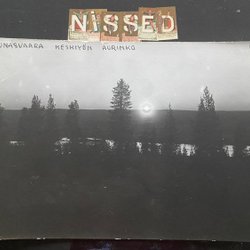 NiSSED
UNASVAARA KESKIYÖN AURINKO